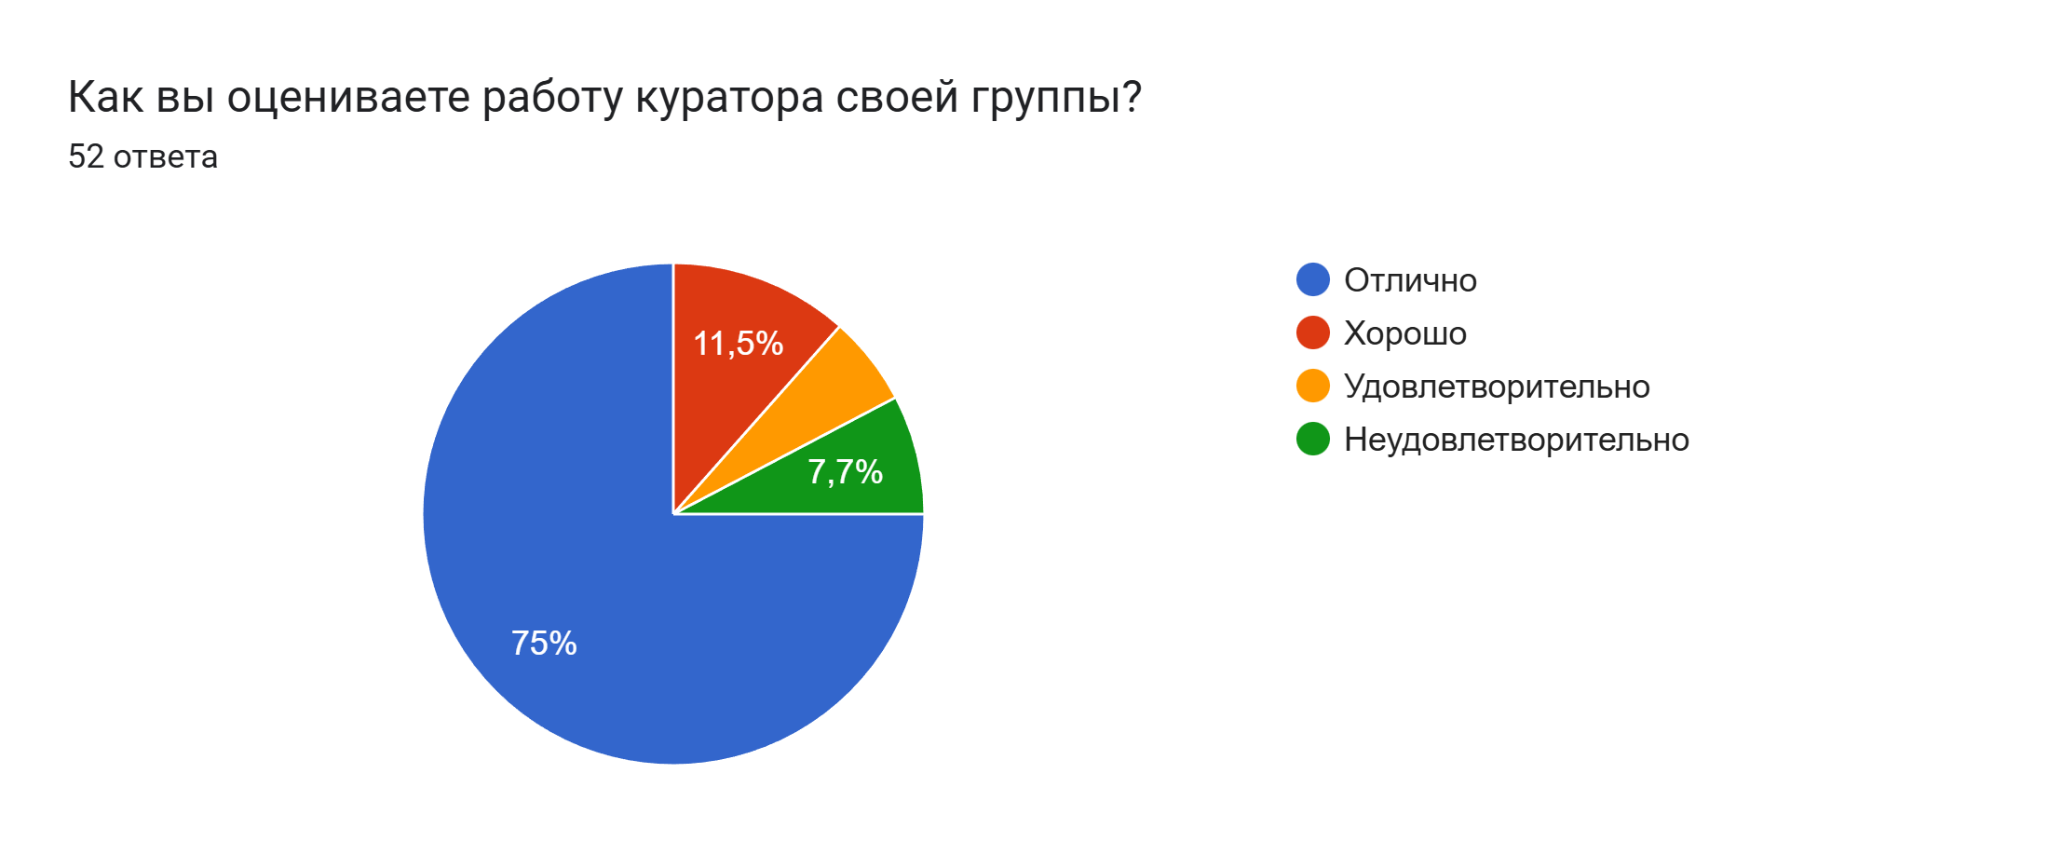 Как вы оцениваете работу куратора своей группы?
52 ответа
11,5%
7,7%
75%
Отлично
Хорошо
Удовлетворительно
Неудовлетворительно